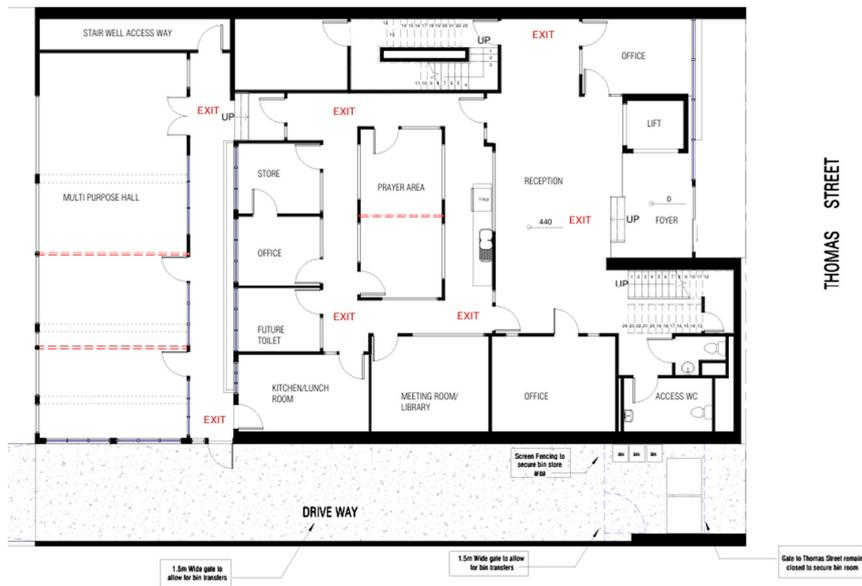 STAIR WELL ACCESS WAY
UP
EXIT
OFFICE
EXIT
EXIT
UP
LIFT
STORE
MULTI PURPOSE HALL
PRAYER AREA
RECEPTION
THOMAS STREET
0
440
EXIT
UP
FOYER
OFFICE
UP
EXIT
EXIT
FUTURE
TOILET
KITCHEN/LUNCH
ROOM
MEETING ROOM/
LIBRARY
OFFICE
ACCESS WC
EXIT
Screen Fencing to
secure bin store
area
BIN
BIN
BIN
DRIVE WAY
1.5m Wide gate to
allow for bin transfers
1.5m Wide gate to allow
for bin transfers
Gate to Thomas Street remain
closed to secure bin room